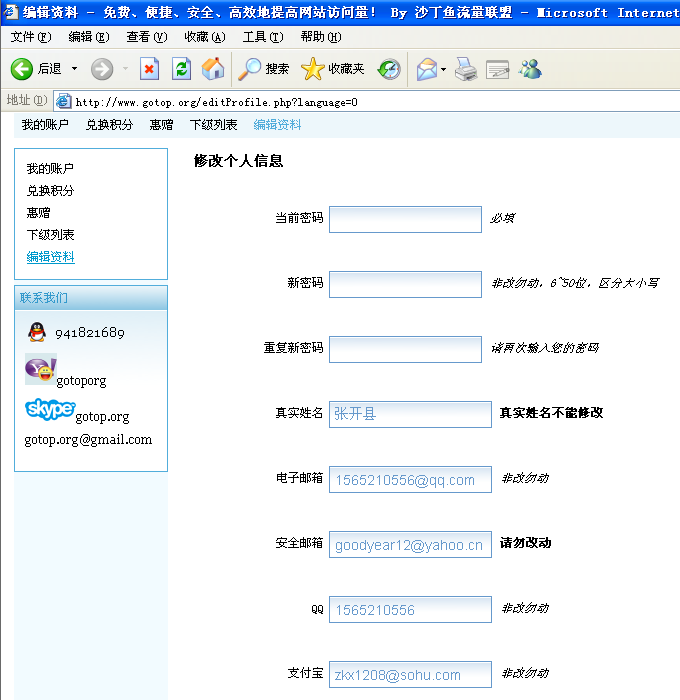 编辑资料 - 免费、便捷、安全、高效地提高网站访问量! By 沙丁鱼流量联盟 - Microsoft Internet
文件(F) 编辑(E) 查看(V) 收藏(A) 工具(T) 帮助(H)
后退 搜索 收藏夹
地址(D) http://www.gotop.org/editProfile.php?language=0
我的账户 兑换积分 惠赠 下级列表 编辑资料
我的账户
兑换积分
惠赠
下级列表
编辑资料
联系我们
941821689
Y! gotoporg
skype gotop.org
gotop.org@gmail.com
修改个人信息
当前密码 必填
新密码 非改勿动，6~50位，区分大小写
重复新密码 请再次输入您的密码
真实姓名 张开县 真实姓名不能修改
电子邮箱 1565210556@qq.com 非改勿动
安全邮箱 goodyear12@yahoo.cn 请勿改动
QQ 1565210556 非改勿动
支付宝 zkx1208@sohu.com 非改勿动